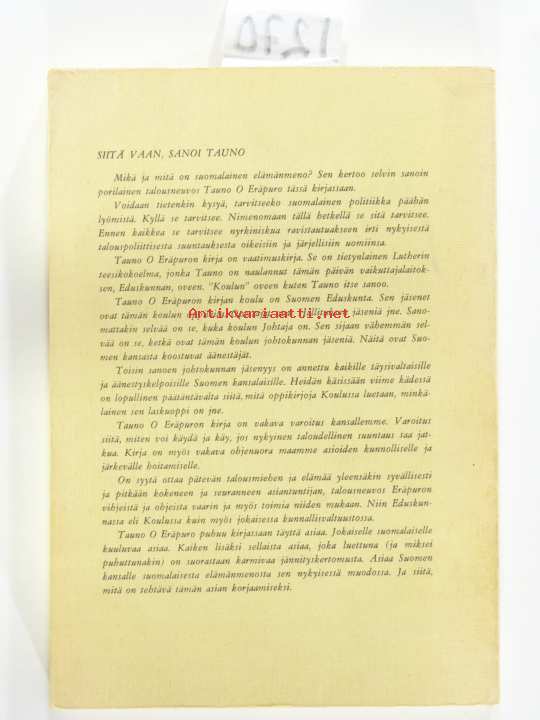 1270
SIITÄ VAAN, SANOI TAUNO
Mikä ja mitä on suomalainen elämänmeno? Sen kertoo selvin sanoin
porilainen talousneuvos Tauno O Eräpuro tässä kirjassaan.
Voidaan tietenkin kysyä, tarvitseeko suomalainen politiikka päähän
lyömistä. Kyllä se tarvitsee. Nimenomaan tällä hetkellä se sitä tarvitsee.
Ennen kaikkea se tarvitsee nyrkiniskua ravistautuakseen irti nykyisestä
talouspoliittisesta suuntauksesta oikeisiin ja järjellisiin uomiinsa.
Tauno O Eräpuron kirja on vaatimuskirja. Se on tietynlainen Lutherin
teesikokoelma, jonka Tauno on naulannut tämän päivän vaikuttajalaitok-
sen, Eduskunnan, oveen. "Koulun" oveen kuten Tauno itse sanoo.
Tauno O Eräpuron kirjan koulu on Suomen Eduskunta. Sen jäsenet
ovat tämän koulun jäseniä jne. Sano-
Antikvariaatti.net
mattakin selvää on se, kuka koulun Johtaja on. Sen sijaan vähemmän sel-
vää on se, ketkä ovat tämän koulun johtokunnan jäseniä. Näitä ovat Suo-
men kansasta koostuvat äänestäjät.
Toisin sanoen johtokunnan jäsenyys on annettu kaikille täysivaltaisille
ja äänestyskelpoisille Suomen kansalaisille. Heidän käsissään viime kädessä
on lopullinen päätäntävalta siitä, mitä oppikirjoja Koulussa luetaan, minkä-
lainen sen laskuoppi on jne.
Tauno O Eräpuron kirja on vakava varoitus kansallemme. Varoitus
siitä, miten voi käydä ja käy, jos nykyinen taloudellinen suuntaus saa jat-
kua. Kirja on myös vakava ohjenuora maamme asioiden kunnolliselle ja
järkevälle hoitamiselle.
On syytä ottaa pätevän talousmiehen ja elämää yleensäkin syvällisesti
ja pitkään kokeneen ja seuranneen asiantuntijan, talousneuvos Eräpuron
vihjeistä ja ohjeista vaarin ja myös toimia niiden mukaan. Niin Eduskun-
nassa eli Koulussa kuin myös jokaisessa kunnallisvaltuustossa.
Tauno O Eräpuro puhuu kirjassaan täyttä asiaa. Jokaiselle suomalaiselle
kuuluvaa asiaa. Kaiken lisäksi sellaista asiaa, joka luettuna (ja miksei
puhuttunakin) on suorastaan karmivaa jännityskertomusta. Asiaa Suomen
kansalle suomalaisesta elämänmenosta sen nykyisessä muodossa. Ja siitä,
mitä on tehtävä tämän asian korjaamiseksi.